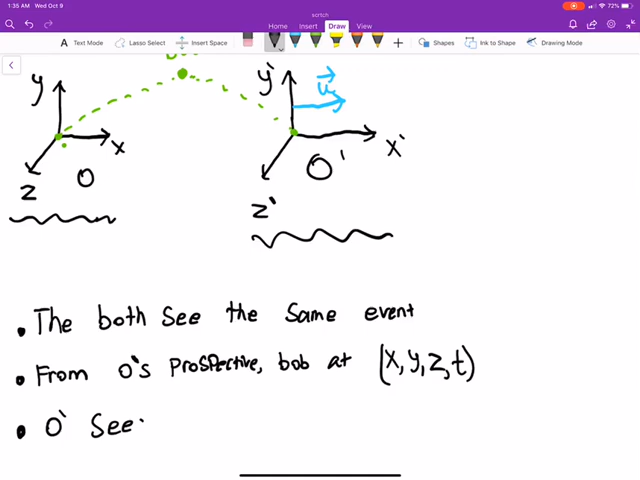 1:35 AM Wed Oct 9
scrtch
72%
Home Insert Draw View
Text Mode Lasso Select Insert Space Shapes Ink to Shape Drawing Mode
y y` u
x x`
O O'
z z`
• The both See the Same event
• From O's Prospective, bob at (x, y, z, t)
• O` See